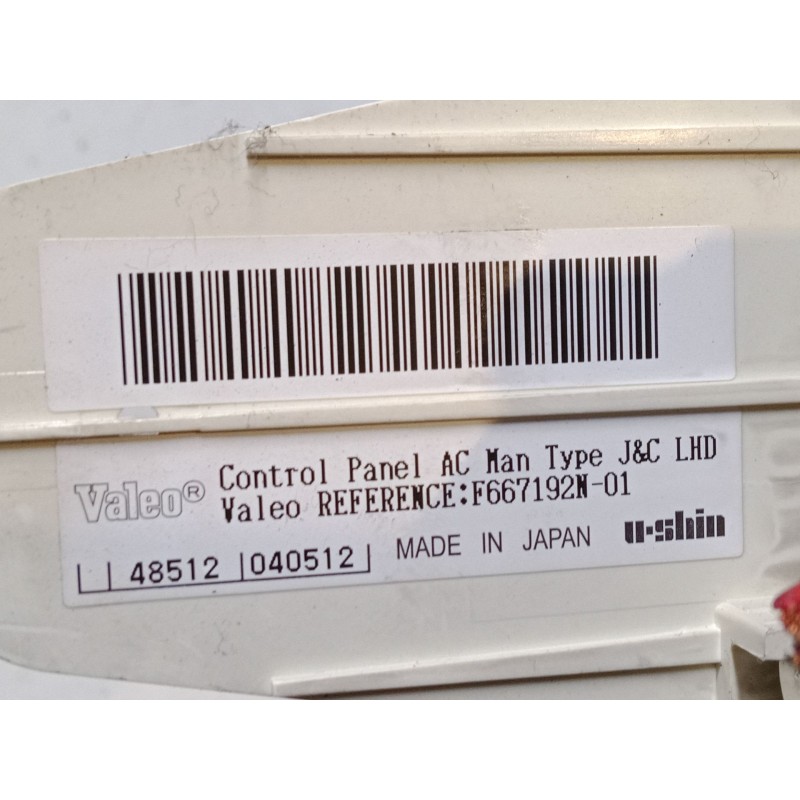 Valeo®
Control Panel AC Man Type J&C LHD
Valeo REFERENCE:F667192N-01
48512 040512
MADE IN JAPAN
u-shin